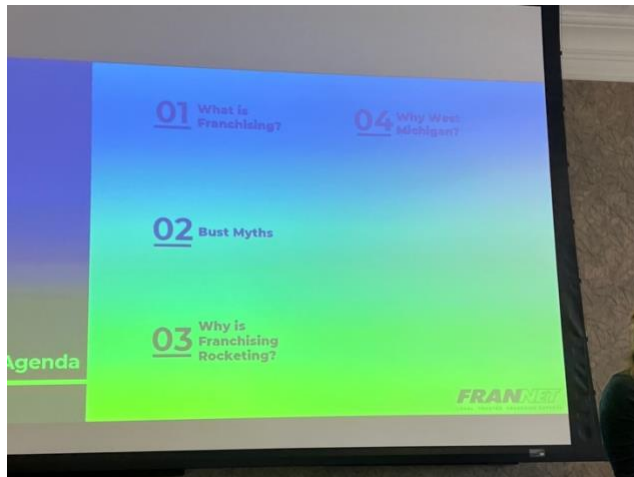 01 What is
Franchising?
04 Why West
Michigan?
02 Bust Myths
03 Why is
Franchising
Rocketing?
Agenda
FRANNET